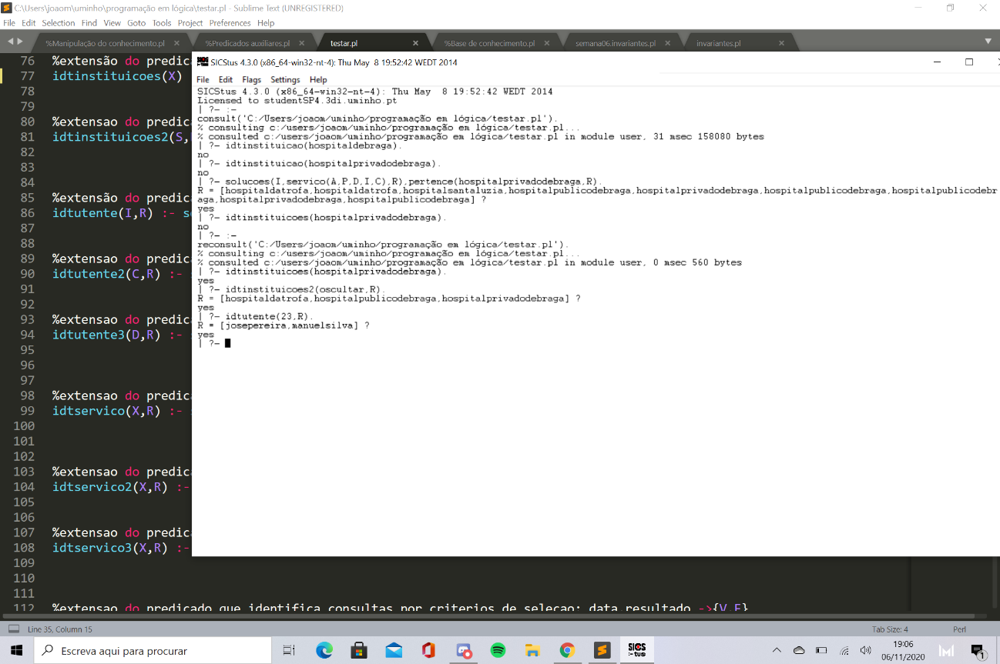 C:\Users\joaom\uminho\programação em lógica\testar.pl - Sublime Text (UNREGISTERED)
File Edit Selection Find View Goto Tools Project Preferences Help
%Manipulação do conhecimento.pl %Predicados auxiliares.pl testar.pl %Base de conhecimento.pl semana06.invariantes.pl invariantes.pl
76 %extensão do predic
77 idtinstituicoes(X)
78
79
80 %extensao do predic
81 idtinstituicoes2(S,
82
83
84
85 %extensão do predic
86 idtutente(I,R) :- s
87
88
89 %extensao do predic
90 idtutente2(C,R) :-
91
92
93 %extensao do predic
94 idtutente3(D,R) :-
95
96
97
98 %extensao do predic
99 idtservico(X,R) :-
100
101
102
103 %extensao do predic
104 idtservico2(X,R) :-
105
106
107 %extensao do predic
108 idtservico3(X,R) :-
109
110
111
112 %extensao do predicado que identifica consultas por criterios de selecao: data,resultado ->{V,F}
SICStus 4.3.0 (x86_64-win32-nt-4): Thu May 8 19:52:42 WEDT 2014
File Edit Flags Settings Help
SICStus 4.3.0 (x86_64-win32-nt-4): Thu May 8 19:52:42 WEDT 2014
Licensed to studentSP4.3di.uminho.pt
| ?- :-
consult('C:/Users/joaom/uminho/programação em lógica/testar.pl').
% consulting c:/users/joaom/uminho/programação em lógica/testar.pl...
% consulted c:/users/joaom/uminho/programação em lógica/testar.pl in module user, 31 msec 158080 bytes
| ?- idtinstituicao(hospitaldebraga).
no
| ?- idtinstituicao(hospitalprivadodebraga).
no
| ?- solucoes(I,servico(A,P,D,I,C),R),pertence(hospitalprivadodebraga,R).
R = [hospitaldatrofa,hospitaldatrofa,hospitalsantaluzia,hospitalpublicodebraga,hospitalprivadodebraga,hospitalpublicodebraga,hospitalpublicodebr
aga,hospitalprivadodebraga,hospitalpublicodebraga] ?
yes
| ?- idtinstituicoes(hospitalprivadodebraga).
no
| ?- :-
reconsult('C:/Users/joaom/uminho/programação em lógica/testar.pl').
% consulting c:/users/joaom/uminho/programação em lógica/testar.pl...
% consulted c:/users/joaom/uminho/programação em lógica/testar.pl in module user, 0 msec 560 bytes
| ?- idtinstituicoes(hospitalprivadodebraga).
yes
| ?- idtinstituicoes2(oscultar,R).
R = [hospitaldatrofa,hospitalpublicodebraga,hospitalprivadodebraga] ?
yes
| ?- idtutente(23,R).
R = [josepereira,manuelsilva] ?
yes
| ?-
Line 35, Column 15 Tab Size: 4 Perl
Escreva aqui para procurar
SICS
:-tus
19:06
06/11/2020
1